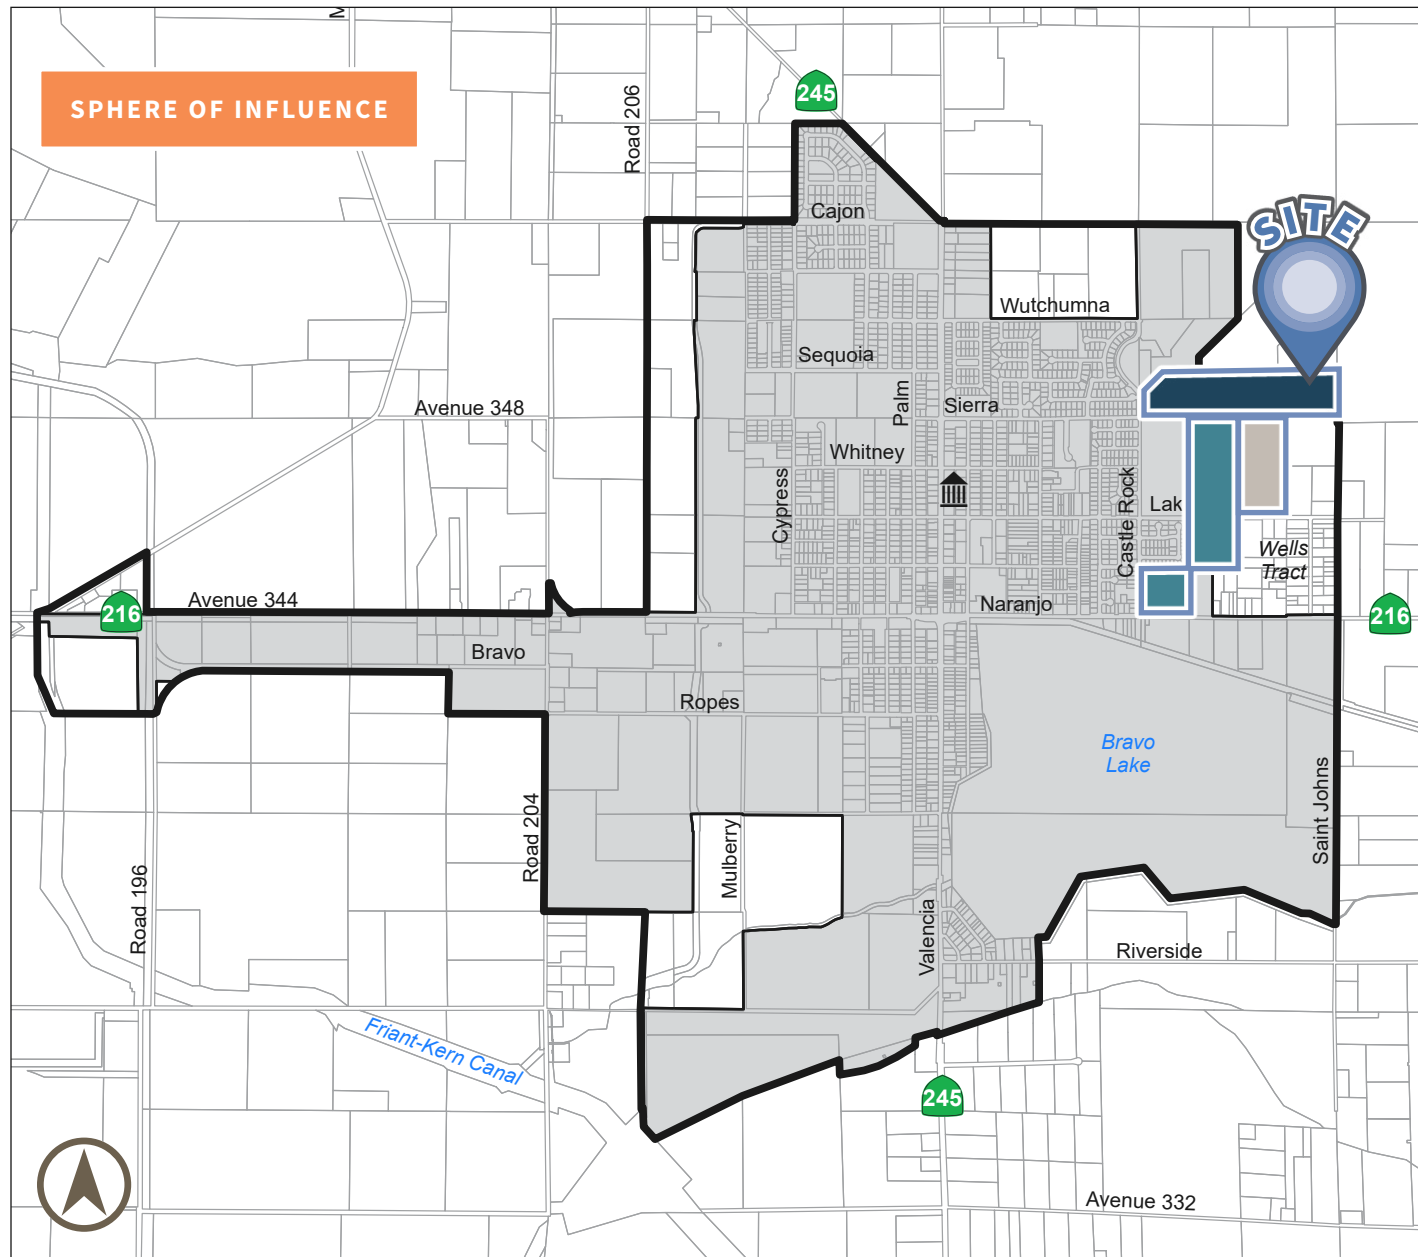 SPHERE OF INFLUENCE
Road 206
245
Cajon
SITE
Wutchumna
Sequoia
Palm
Sierra
Avenue 348
Whitney
Cypress
Castle Rock
Lak
Wells
Tract
Avenue 344
216
Naranjo
216
Bravo
Ropes
Bravo
Lake
Road 204
Mulberry
Saint Johns
Road 196
Valencia
Riverside
Friant-Kern Canal
245
Avenue 332